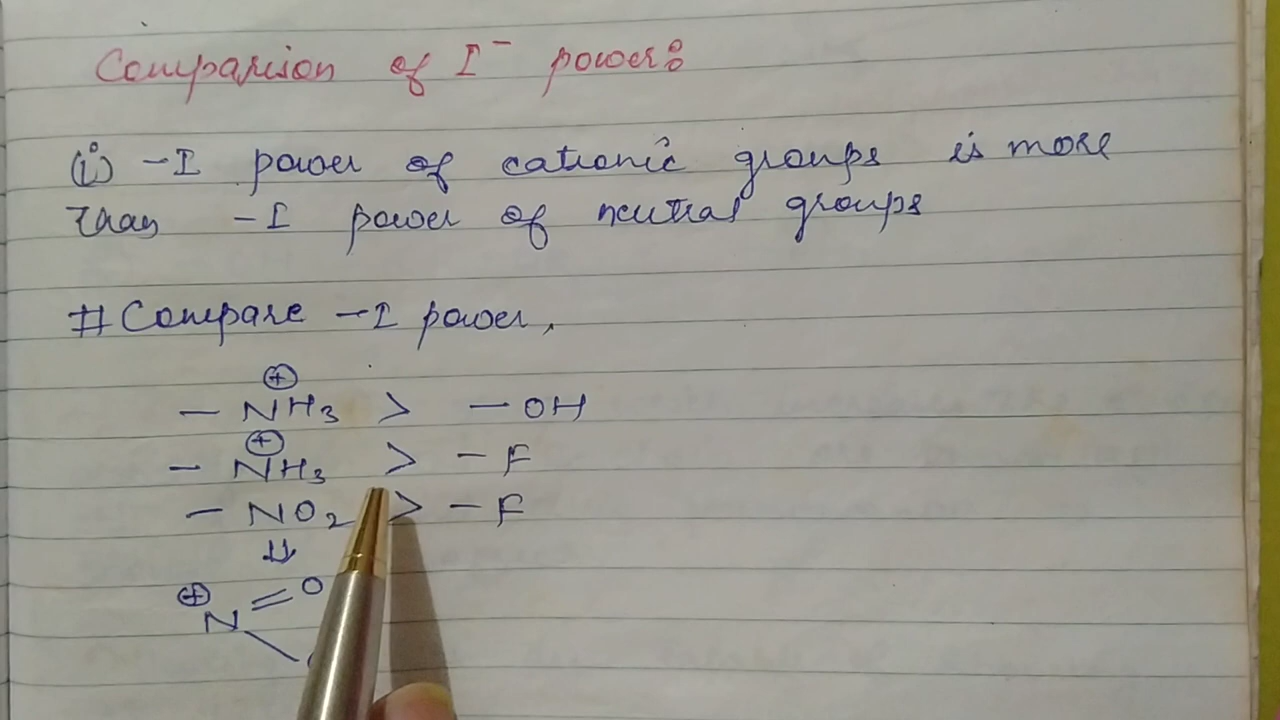 Comparison of I⁻ power:
(i) -I power of cationic groups is more
than -I power of neutral groups
# Compare -I power,
⊕
- NH₃ > - OH
⊕
- NH₃ > - F
- NO₂ > - F
⇓
⊕ N = O